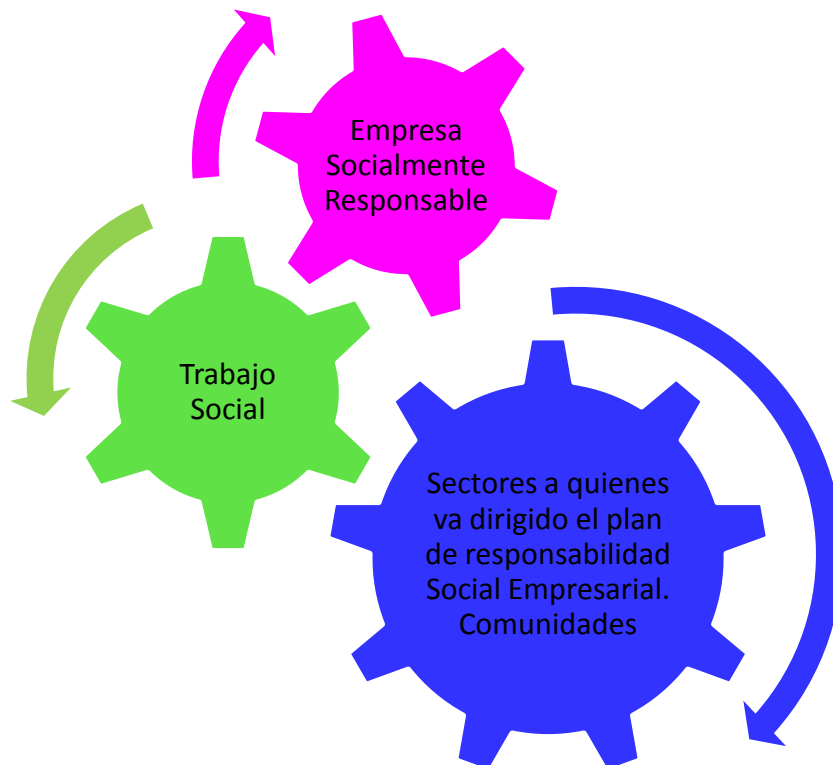 Empresa
Socialmente
Responsable
Trabajo
Social
Sectores a quienes
va dirigido el plan
de responsabilidad
Social Empresarial.
Comunidades